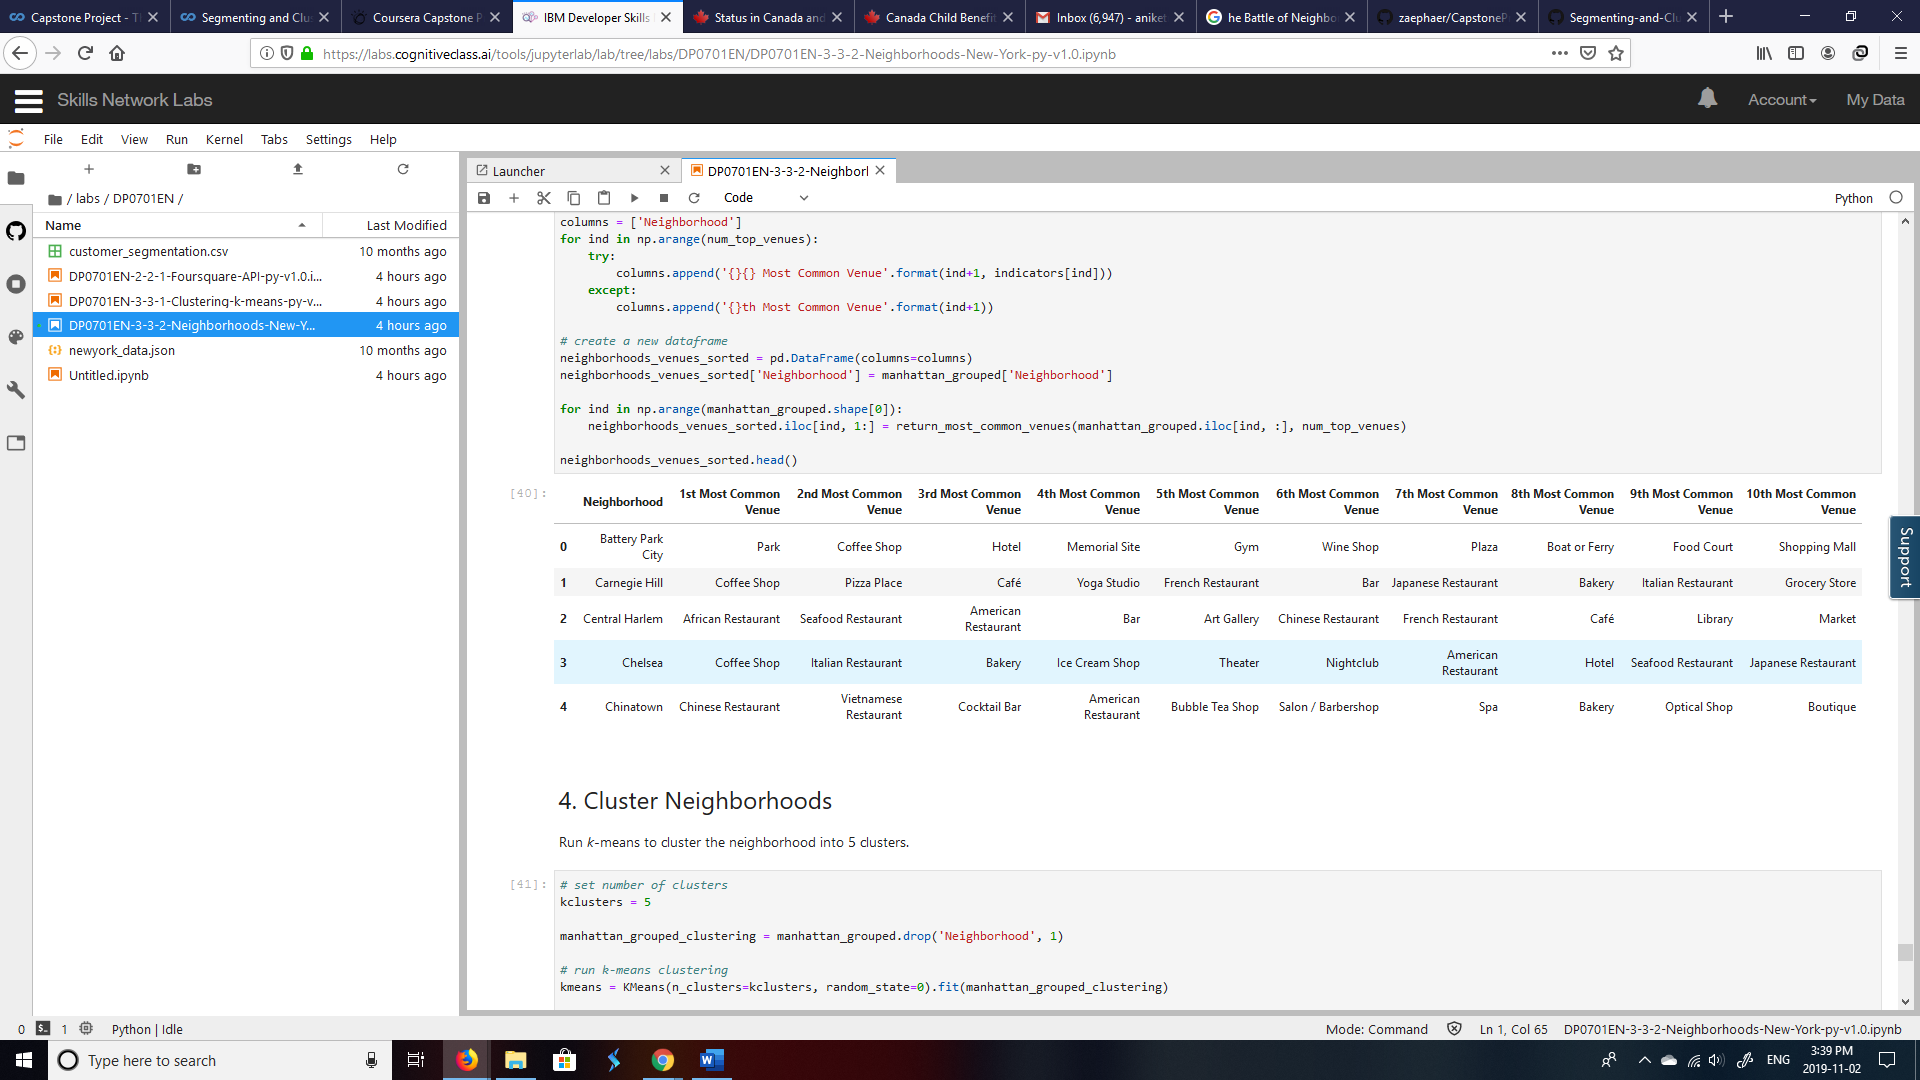 Capstone Project - Th
Segmenting and Clus
Coursera Capstone P
IBM Developer Skills
Status in Canada and
Canada Child Benefit
Inbox (6,947) - aniket
he Battle of Neighbo
zaephaer/CapstoneP
Segmenting-and-Clu
https://labs.cognitiveclass.ai/tools/jupyterlab/lab/tree/labs/DP0701EN/DP0701EN-3-3-2-Neighborhoods-New-York-py-v1.0.ipynb
Skills Network Labs
Account
My Data
File Edit View Run Kernel Tabs Settings Help
Launcher
DP0701EN-3-3-2-Neighborl
/ labs / DP0701EN /
Code
Python
Name Last Modified
customer_segmentation.csv 10 months ago
DP0701EN-2-2-1-Foursquare-API-py-v1.0.i... 4 hours ago
DP0701EN-3-3-1-Clustering-k-means-py-v... 4 hours ago
DP0701EN-3-3-2-Neighborhoods-New-Y... 4 hours ago
newyork_data.json 10 months ago
Untitled.ipynb 4 hours ago
columns = ['Neighborhood']
for ind in np.arange(num_top_venues):
    try:
        columns.append('{}{} Most Common Venue'.format(ind+1, indicators[ind]))
    except:
        columns.append('{}th Most Common Venue'.format(ind+1))
# create a new dataframe
neighborhoods_venues_sorted = pd.DataFrame(columns=columns)
neighborhoods_venues_sorted['Neighborhood'] = manhattan_grouped['Neighborhood']
for ind in np.arange(manhattan_grouped.shape[0]):
    neighborhoods_venues_sorted.iloc[ind, 1:] = return_most_common_venues(manhattan_grouped.iloc[ind, :], num_top_venues)
neighborhoods_venues_sorted.head()
[40]:
Neighborhood 1st Most Common Venue 2nd Most Common Venue 3rd Most Common Venue 4th Most Common Venue 5th Most Common Venue 6th Most Common Venue 7th Most Common Venue 8th Most Common Venue 9th Most Common Venue 10th Most Common Venue
0 Battery Park City Park Coffee Shop Hotel Memorial Site Gym Wine Shop Plaza Boat or Ferry Food Court Shopping Mall
1 Carnegie Hill Coffee Shop Pizza Place Café Yoga Studio French Restaurant Bar Japanese Restaurant Bakery Italian Restaurant Grocery Store
2 Central Harlem African Restaurant Seafood Restaurant American Restaurant Bar Art Gallery Chinese Restaurant French Restaurant Café Library Market
3 Chelsea Coffee Shop Italian Restaurant Bakery Ice Cream Shop Theater Nightclub American Restaurant Hotel Seafood Restaurant Japanese Restaurant
4 Chinatown Chinese Restaurant Vietnamese Restaurant Cocktail Bar American Restaurant Bubble Tea Shop Salon / Barbershop Spa Bakery Optical Shop Boutique
Support
4. Cluster Neighborhoods
Run k-means to cluster the neighborhood into 5 clusters.
[41]:
# set number of clusters
kclusters = 5
manhattan_grouped_clustering = manhattan_grouped.drop('Neighborhood', 1)
# run k-means clustering
kmeans = KMeans(n_clusters=kclusters, random_state=0).fit(manhattan_grouped_clustering)
0 1 Python | Idle
Mode: Command Ln 1, Col 65 DP0701EN-3-3-2-Neighborhoods-New-York-py-v1.0.ipynb
Type here to search
ENG
3:39 PM
2019-11-02